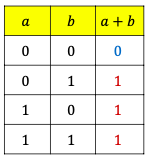 a b a + b
0 0 0
0 1 1
1 0 1
1 1 1